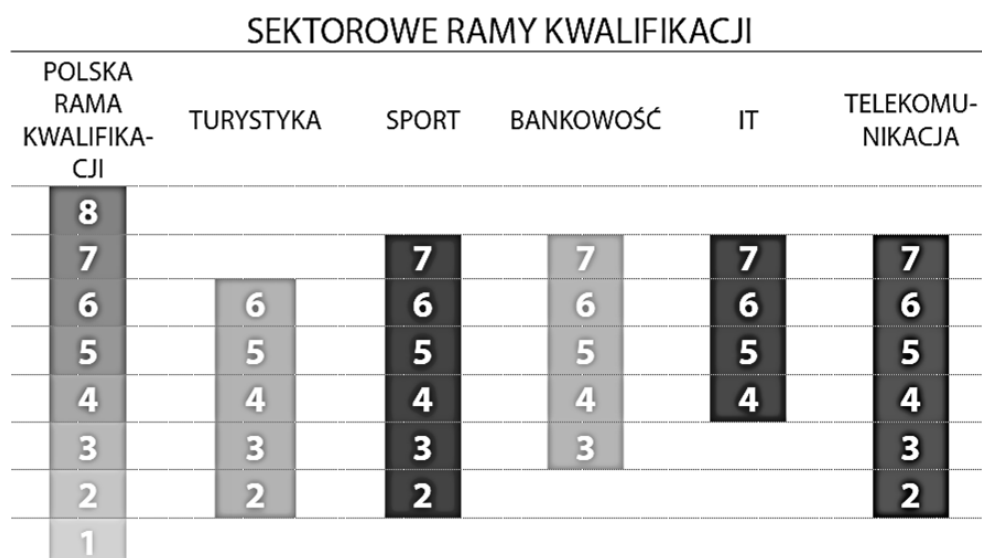 SEKTOROWE RAMY KWALIFIKACJI
POLSKA
RAMA
KWALIFIKA-
CJI
TURYSTYKA
SPORT
BANKOWOŚĆ
IT
TELEKOMU-
NIKACJA
8
7 7 7 7 7
6 6 6 6 6 6
5 5 5 5 5 5
4 4 4 4 4 4
3 3 3 3 3
2 2 2 2
1